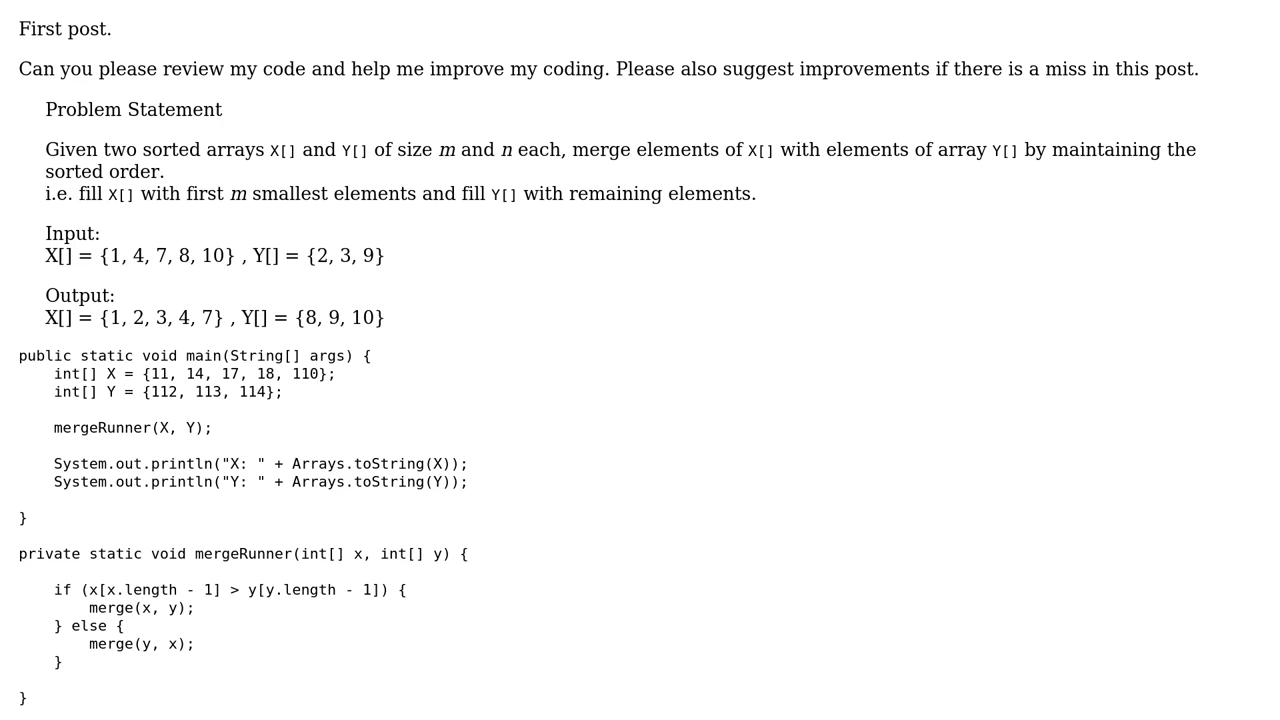 First post.
Can you please review my code and help me improve my coding. Please also suggest improvements if there is a miss in this post.
Problem Statement
Given two sorted arrays X[] and Y[] of size m and n each, merge elements of X[] with elements of array Y[] by maintaining the
sorted order.
i.e. fill X[] with first m smallest elements and fill Y[] with remaining elements.
Input:
X[] = {1, 4, 7, 8, 10} , Y[] = {2, 3, 9}
Output:
X[] = {1, 2, 3, 4, 7} , Y[] = {8, 9, 10}
public static void main(String[] args) {
    int[] X = {11, 14, 17, 18, 110};
    int[] Y = {112, 113, 114};
    mergeRunner(X, Y);
    System.out.println("X: " + Arrays.toString(X));
    System.out.println("Y: " + Arrays.toString(Y));
}
private static void mergeRunner(int[] x, int[] y) {
    if (x[x.length - 1] > y[y.length - 1]) {
        merge(x, y);
    } else {
        merge(y, x);
    }
}